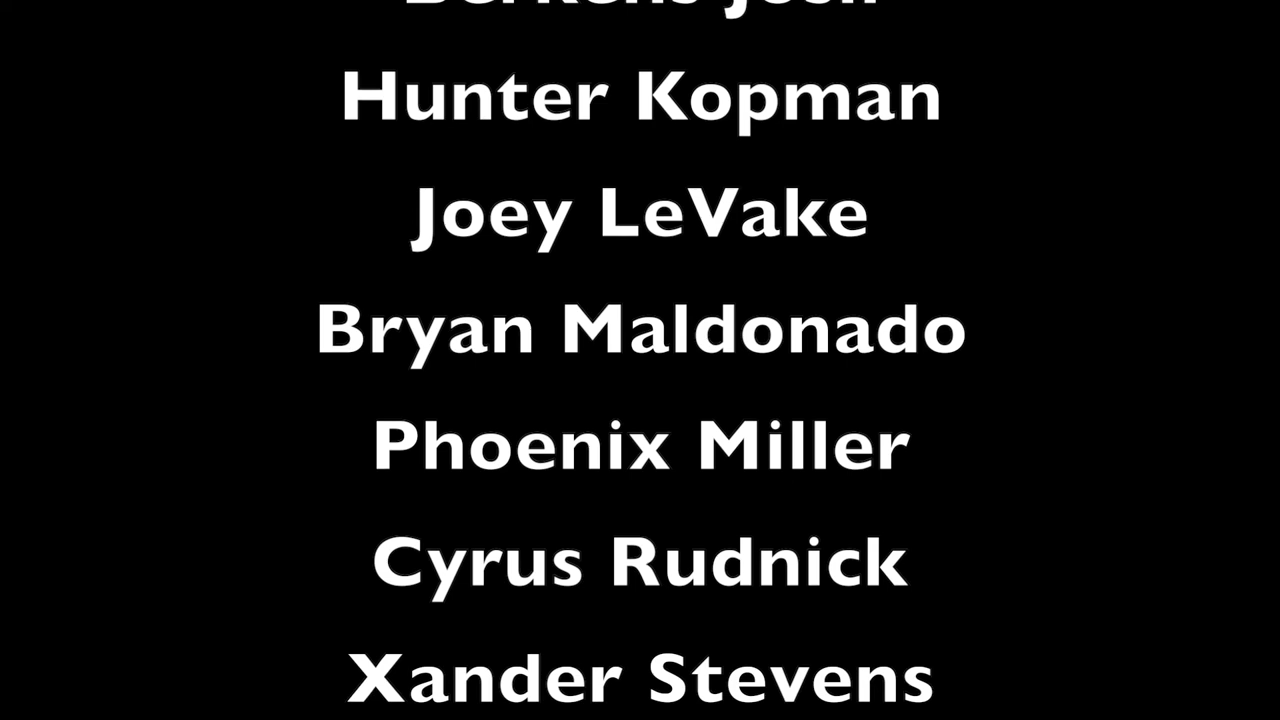 Hunter Kopman
Joey LeVake
Bryan Maldonado
Phoenix Miller
Cyrus Rudnick
Xander Stevens